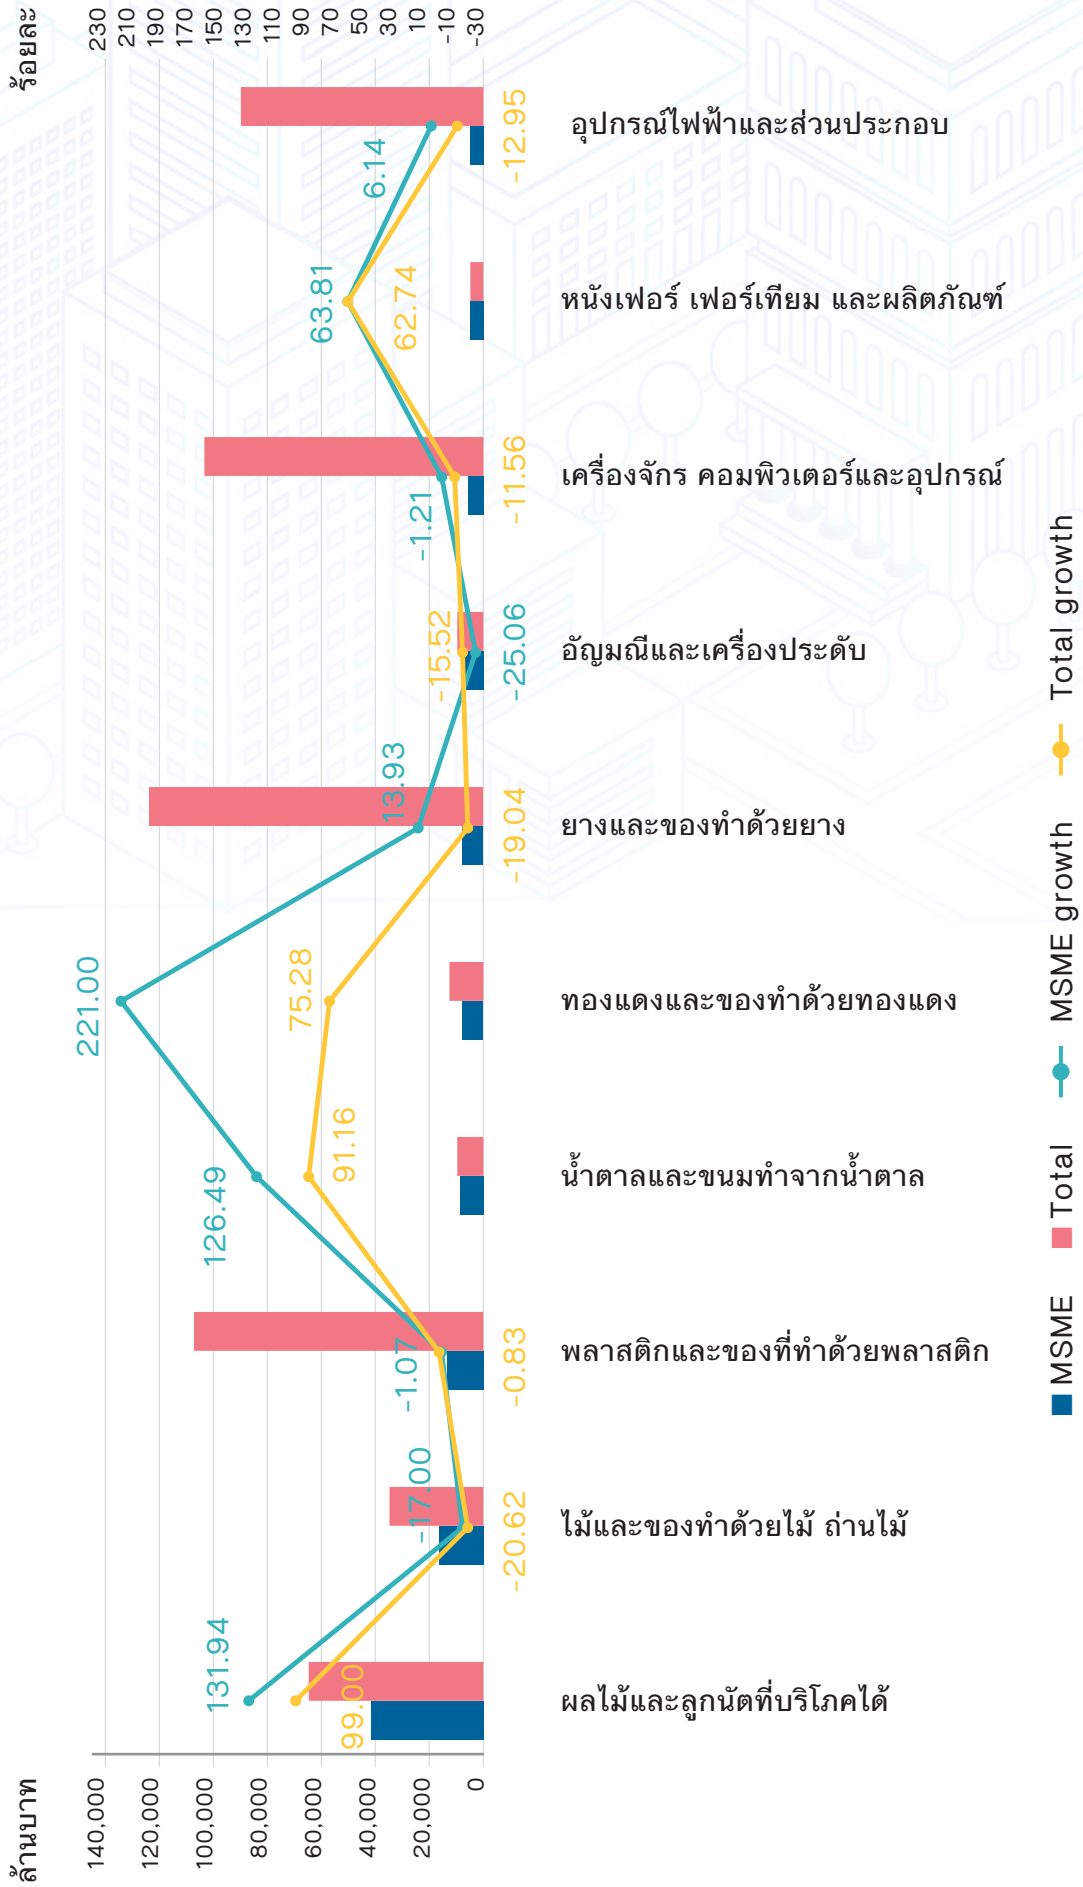 ล้านบาท
ร้อยละ
140,000
120,000
100,000
80,000
60,000
40,000
20,000
0
230
210
190
170
150
130
110
90
70
50
30
10
-10
-30
131.94
-17.00
-1.07
126.49
221.00
13.93
-25.06
-1.21
63.81
6.14
99.00
-20.62
-0.83
91.16
75.28
-19.04
-15.52
-11.56
62.74
-12.95
ผลไม้และลูกนัตที่บริโภคได้
ไม้และของทำด้วยไม้ ถ่านไม้
พลาสติกและของที่ทำด้วยพลาสติก
น้ำตาลและขนมทำจากน้ำตาล
ทองแดงและของทำด้วยทองแดง
ยางและของทำด้วยยาง
อัญมณีและเครื่องประดับ
เครื่องจักร คอมพิวเตอร์และอุปกรณ์
หนังเฟอร์ เฟอร์เทียม และผลิตภัณฑ์
อุปกรณ์ไฟฟ้าและส่วนประกอบ
MSME
Total
MSME growth
Total growth